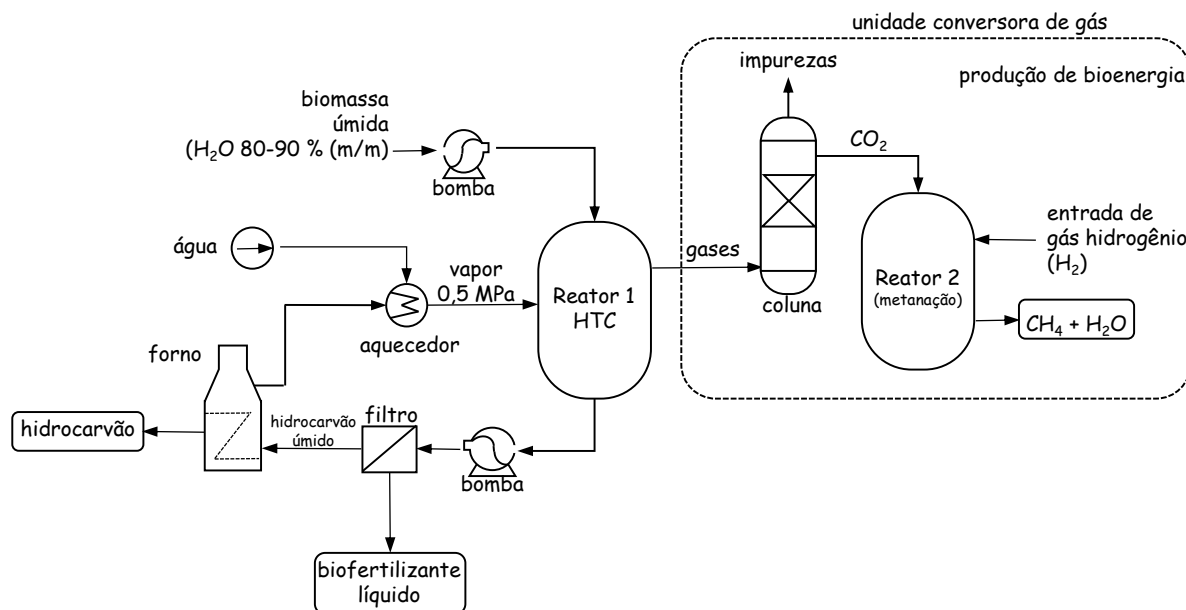 unidade conversora de gás
produção de bioenergia
impurezas
biomassa
úmida
(H₂O 80-90 % (m/m)
bomba
CO₂
água
vapor
0,5 MPa
aquecedor
Reator 1
HTC
gases
coluna
Reator 2
(metanação)
entrada de
gás hidrogênio
(H₂)
CH₄ + H₂O
forno
hidrocarvão
hidrocarvão
úmido
filtro
bomba
biofertilizante
líquido